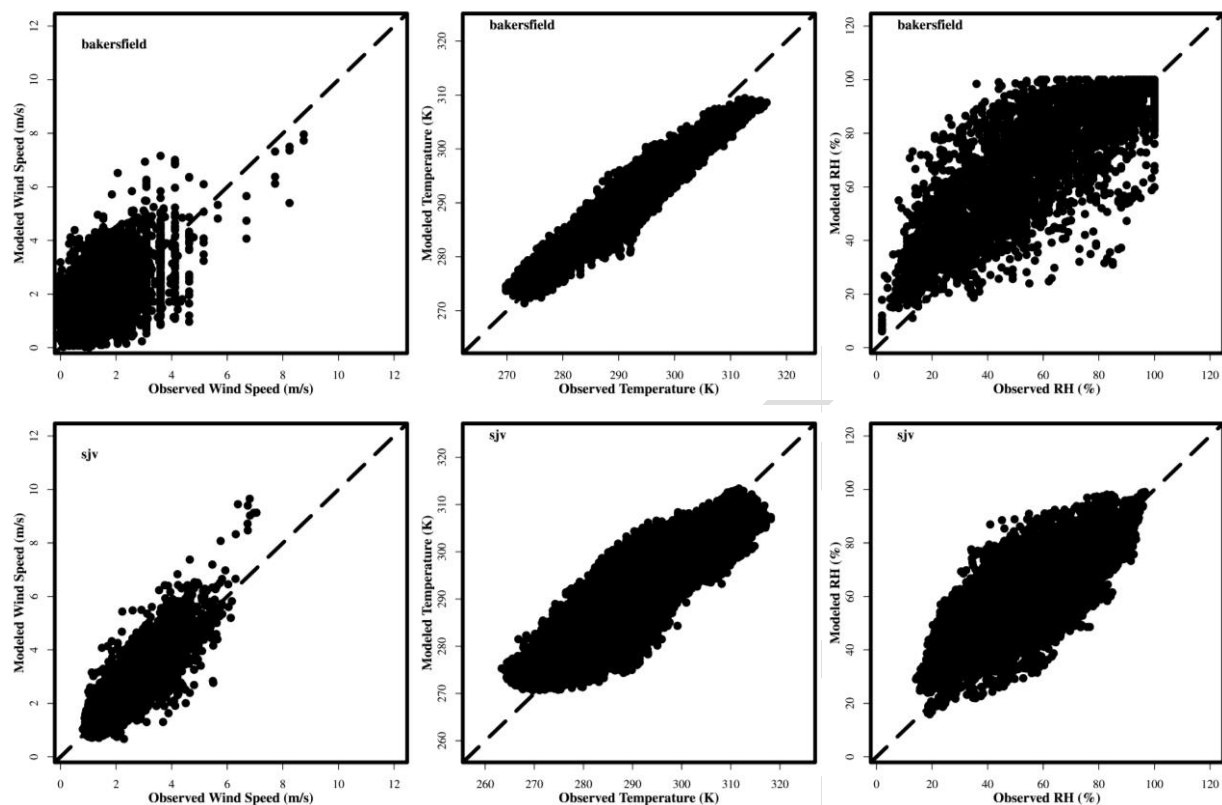 bakersfield
Modeled Wind Speed (m/s)
0 2 4 6 8 10 12
0 2 4 6 8 10 12
Observed Wind Speed (m/s)
bakersfield
Modeled Temperature (K)
270 280 290 300 310 320
270 280 290 300 310 320
Observed Temperature (K)
bakersfield
Modeled RH (%)
0 20 40 60 80 100 120
0 20 40 60 80 100 120
Observed RH (%)
sjv
Modeled Wind Speed (m/s)
0 2 4 6 8 10 12
0 2 4 6 8 10 12
Observed Wind Speed (m/s)
sjv
Modeled Temperature (K)
260 270 280 290 300 310 320
260 270 280 290 300 310 320
Observed Temperature (K)
sjv
Modeled RH (%)
0 20 40 60 80 100 120
0 20 40 60 80 100 120
Observed RH (%)